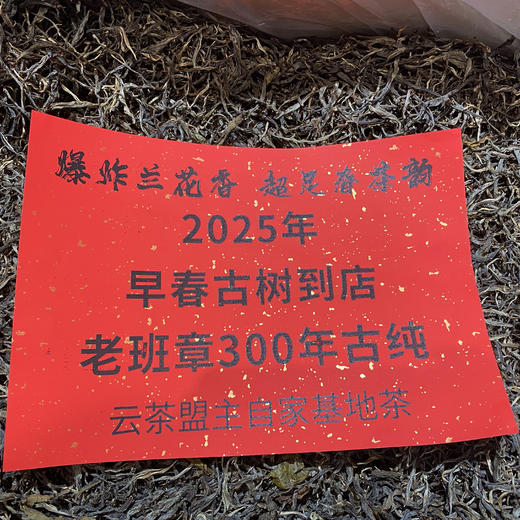 爆炸兰花香 超足春茶韵
2025年
早春古树到店
老班章300年古纯
云茶盟主自家基地茶